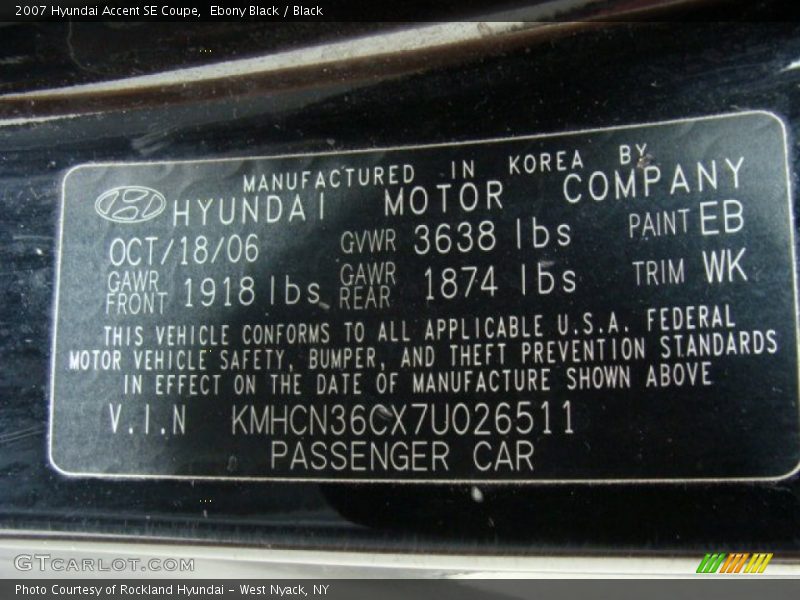 2007 Hyundai Accent SE Coupe, Ebony Black / Black
MANUFACTURED IN KOREA BY
HYUNDAI MOTOR COMPANY
OCT/18/06 GVWR 3638 lbs PAINT EB
GAWR FRONT 1918 lbs GAWR REAR 1874 lbs TRIM WK
THIS VEHICLE CONFORMS TO ALL APPLICABLE U.S.A. FEDERAL
MOTOR VEHICLE SAFETY, BUMPER, AND THEFT PREVENTION STANDARDS
IN EFFECT ON THE DATE OF MANUFACTURE SHOWN ABOVE
V.I.N KMHCN36CX7U026511
PASSENGER CAR
GTCARLOT.COM
Photo Courtesy of Rockland Hyundai - West Nyack, NY